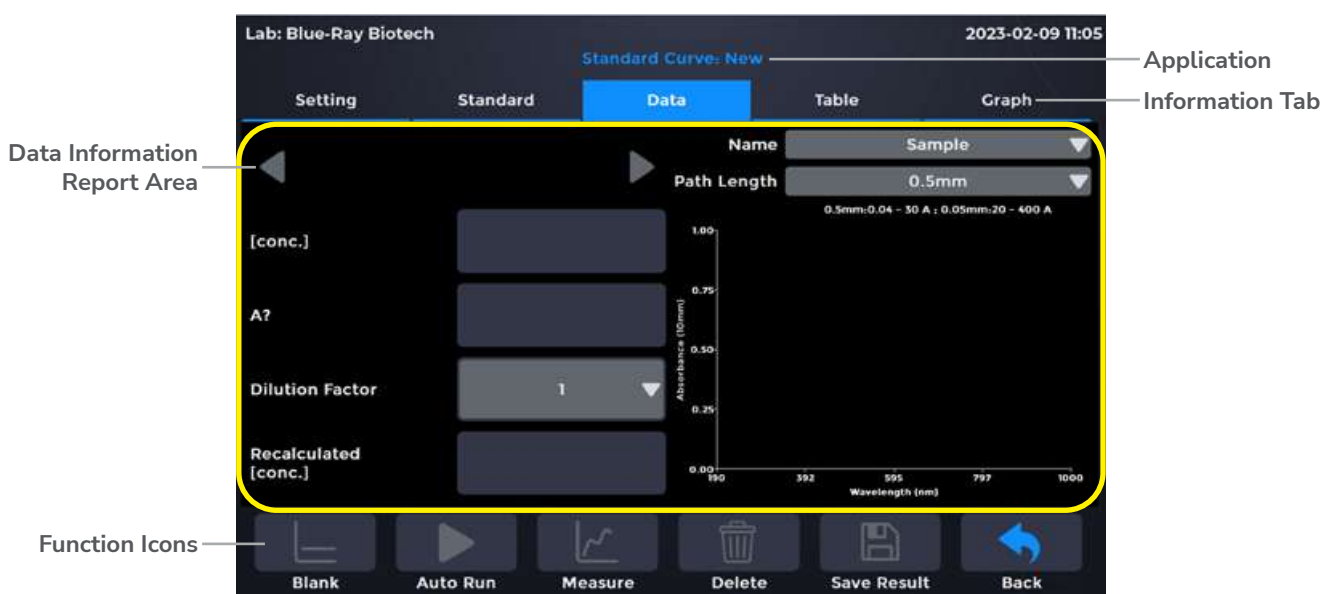 Lab: Blue-Ray Biotech
2023-02-09 11:05
Standard Curve: New
Application
Setting
Standard
Data
Table
Graph
Information Tab
Data Information
Report Area
Name
Sample
Path Length
0.5mm
0.5mm:0.04 - 30 A ; 0.05mm:20 - 400 A
[conc.]
A?
Dilution Factor
1
Recalculated
[conc.]
1.00
0.75
0.50
0.25
0.00
Absorbance (10mm)
190
392
595
797
1000
Wavelength (nm)
Function Icons
Blank
Auto Run
Measure
Delete
Save Result
Back